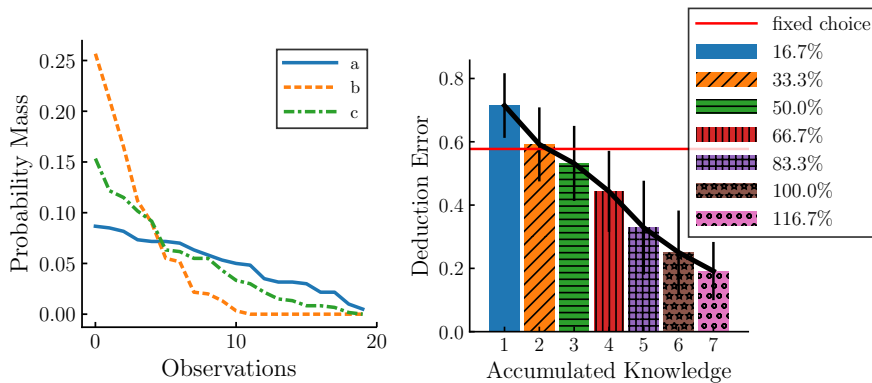 Probability Mass
0.25
0.20
0.15
0.10
0.05
0.00
0
10
20
Observations
a
b
c
Deduction Error
0.8
0.6
0.4
0.2
0.0
1 2 3 4 5 6 7
Accumulated Knowledge
fixed choice
16.7%
33.3%
50.0%
66.7%
83.3%
100.0%
116.7%